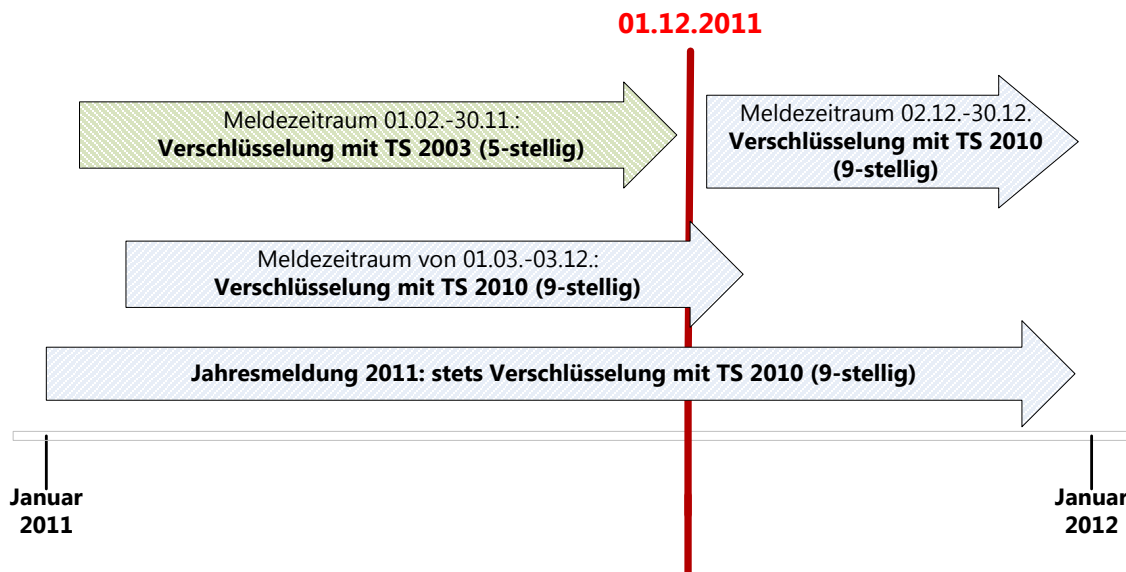 01.12.2011
Meldezeitraum 01.02.-30.11.:
Verschlüsselung mit TS 2003 (5-stellig)
Meldezeitraum 02.12.-30.12.
Verschlüsselung mit TS 2010
(9-stellig)
Meldezeitraum von 01.03.-03.12.:
Verschlüsselung mit TS 2010 (9-stellig)
Jahresmeldung 2011: stets Verschlüsselung mit TS 2010 (9-stellig)
Januar
2011
Januar
2012